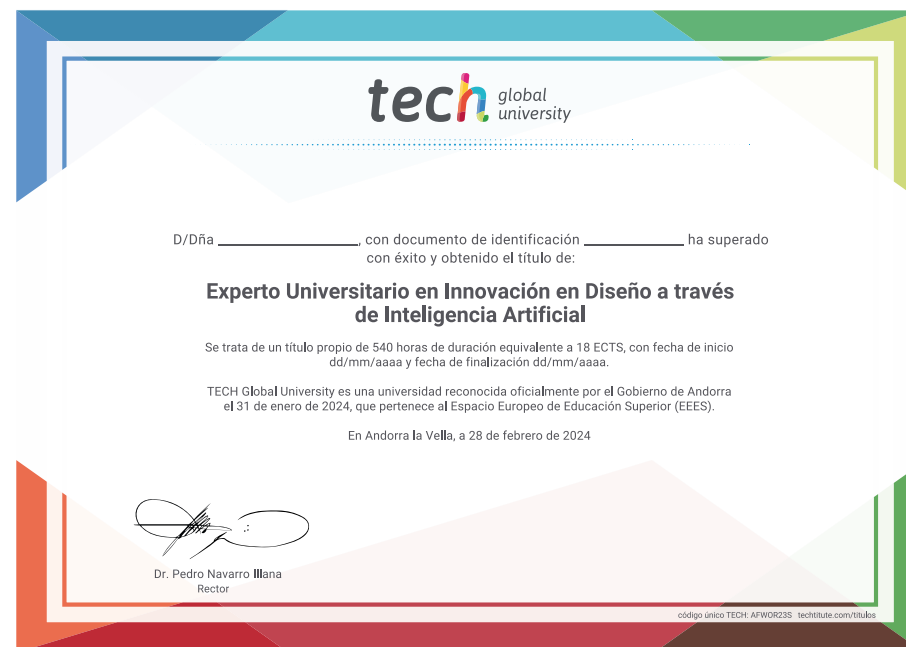 tech global university
D/Dña ____________________, con documento de identificación ______________ ha superado
con éxito y obtenido el título de:
Experto Universitario en Innovación en Diseño a través
de Inteligencia Artificial
Se trata de un título propio de 540 horas de duración equivalente a 18 ECTS, con fecha de inicio
dd/mm/aaaa y fecha de finalización dd/mm/aaaa.
TECH Global University es una universidad reconocida oficialmente por el Gobierno de Andorra
el 31 de enero de 2024, que pertenece al Espacio Europeo de Educación Superior (EEES).
En Andorra la Vella, a 28 de febrero de 2024
Dr. Pedro Navarro Illana
Rector
código único TECH: AFWOR23S techtitute.com/titulos